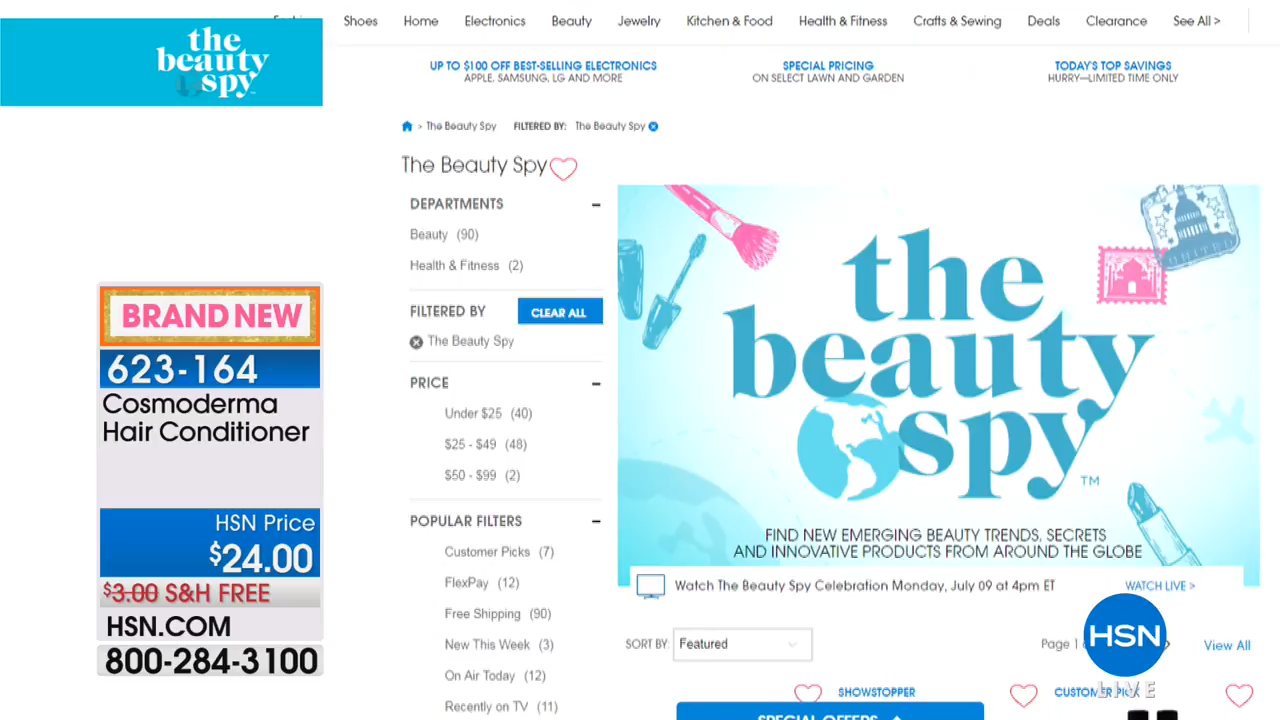 Shoes Home Electronics Beauty Jewelry Kitchen & Food Health & Fitness Crafts & Sewing Deals Clearance See All >
the
beauty
spy™
UP TO $100 OFF BEST-SELLING ELECTRONICS
APPLE, SAMSUNG, LG AND MORE
SPECIAL PRICING
ON SELECT LAWN AND GARDEN
TODAY'S TOP SAVINGS
HURRY—LIMITED TIME ONLY
> The Beauty Spy FILTERED BY: The Beauty Spy
The Beauty Spy
DEPARTMENTS
Beauty (90)
Health & Fitness (2)
FILTERED BY CLEAR ALL
The Beauty Spy
PRICE
Under $25 (40)
$25 - $49 (48)
$50 - $99 (2)
POPULAR FILTERS
Customer Picks (7)
FlexPay (12)
Free Shipping (90)
New This Week (3)
On Air Today (12)
Recently on TV (11)
BRAND NEW
623-164
Cosmoderma
Hair Conditioner
HSN Price
$24.00
$3.00 S&H FREE
HSN.COM
800-284-3100
the
beauty
spy™
FIND NEW EMERGING BEAUTY TRENDS, SECRETS
AND INNOVATIVE PRODUCTS FROM AROUND THE GLOBE
Watch The Beauty Spy Celebration Monday, July 09 at 4pm ET WATCH LIVE >
SORT BY: Featured Page 1 View All
HSN
LIVE
SHOWSTOPPER CUSTOMER PICK
SPECIAL OFFERS